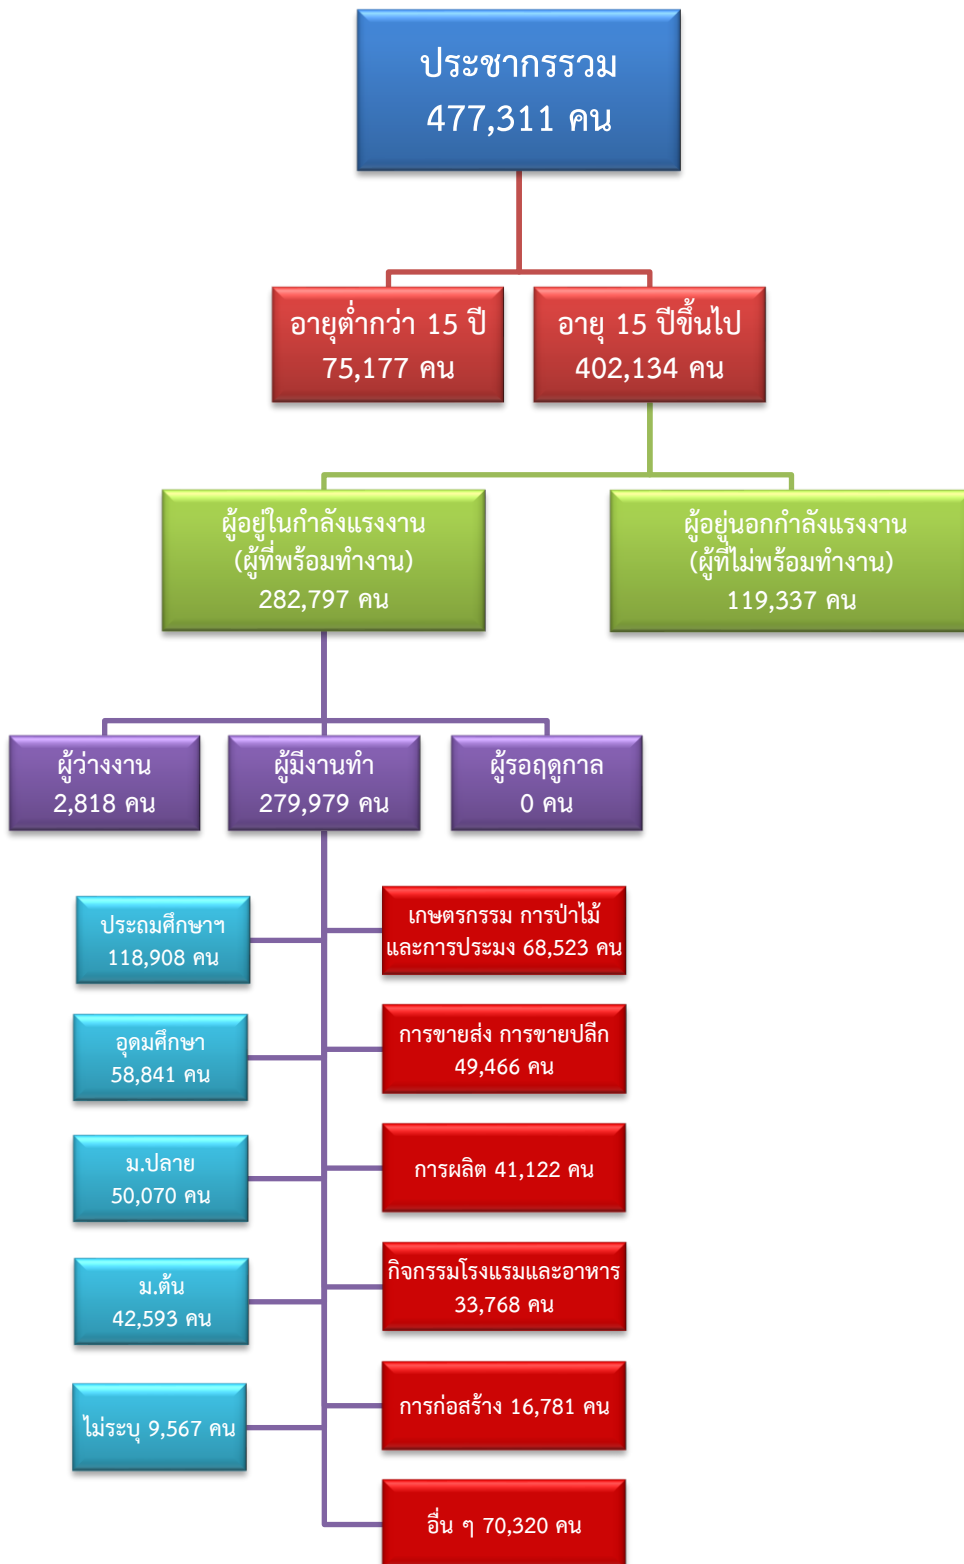 ประชากรรวม
477,311 คน
อายุต่ำกว่า 15 ปี
75,177 คน
อายุ 15 ปีขึ้นไป
402,134 คน
ผู้อยู่ในกำลังแรงงาน
(ผู้ที่พร้อมทำงาน)
282,797 คน
ผู้อยู่นอกกำลังแรงงาน
(ผู้ที่ไม่พร้อมทำงาน)
119,337 คน
ผู้ว่างงาน
2,818 คน
ผู้มีงานทำ
279,979 คน
ผู้รอฤดูกาล
0 คน
ประถมศึกษาฯ
118,908 คน
อุดมศึกษา
58,841 คน
ม.ปลาย
50,070 คน
ม.ต้น
42,593 คน
ไม่ระบุ 9,567 คน
เกษตรกรรม การป่าไม้
และการประมง 68,523 คน
การขายส่ง การขายปลีก
49,466 คน
การผลิต 41,122 คน
กิจกรรมโรงแรมและอาหาร
33,768 คน
การก่อสร้าง 16,781 คน
อื่น ๆ 70,320 คน